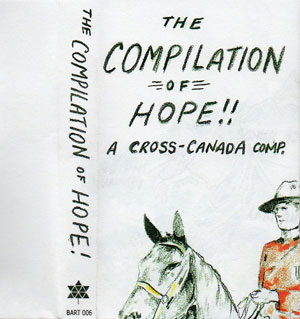 THE COMPILATION OF HOPE!
BART 006
THE
COMPILATION
OF
HOPE!!
A CROSS-CANADA COMP.